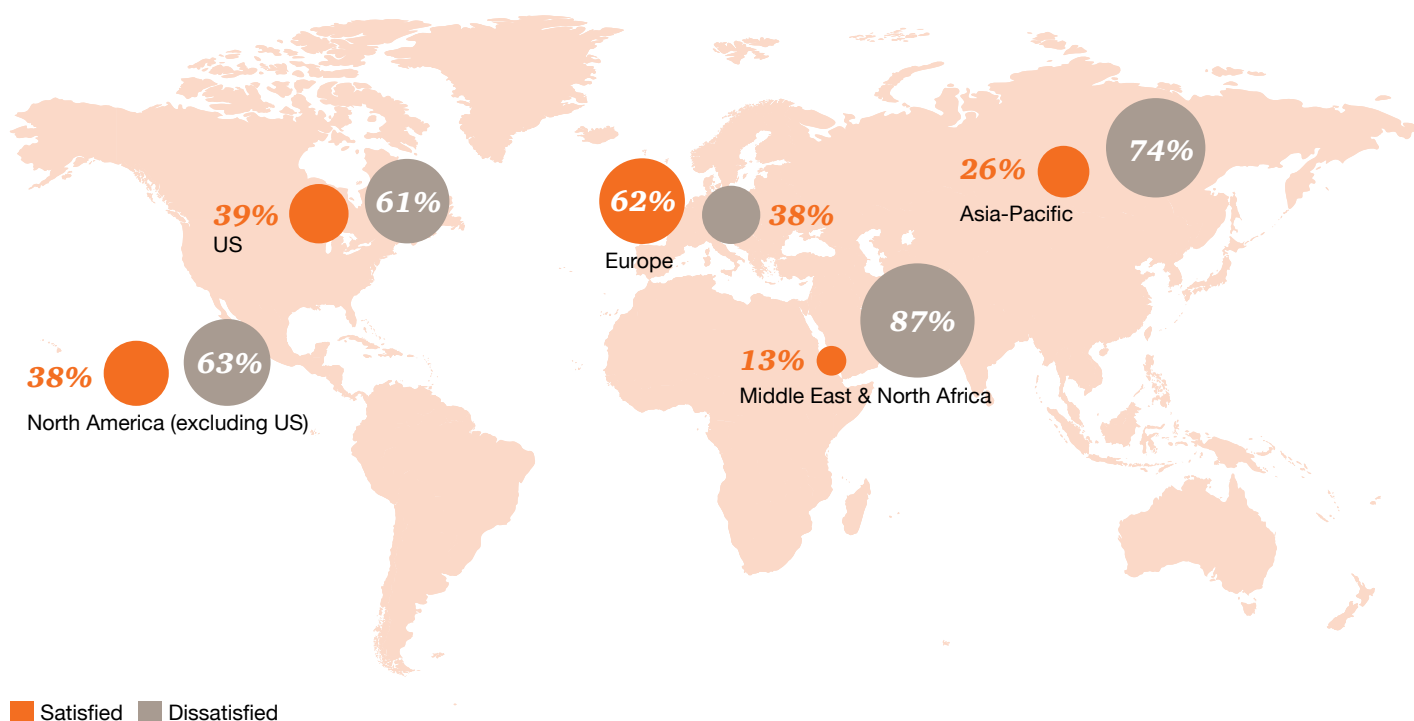 39%
61%
US
62%
38%
Europe
26%
74%
Asia-Pacific
38%
63%
North America (excluding US)
13%
87%
Middle East & North Africa
Satisfied
Dissatisfied